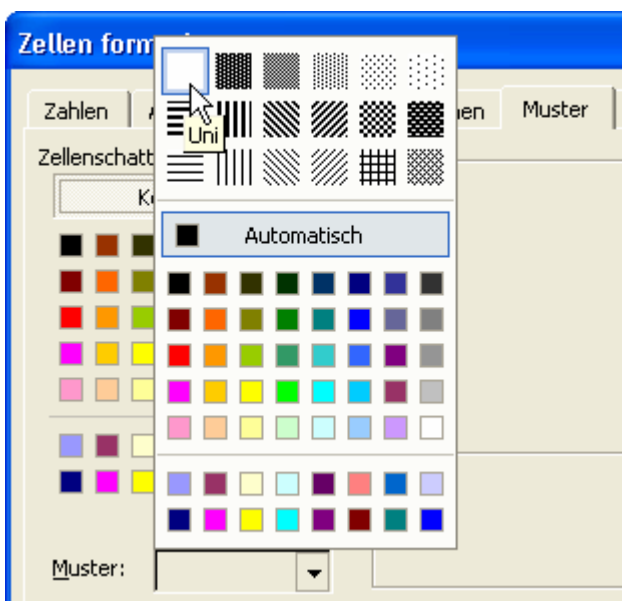 Zellen form
Zahlen
en
Muster
Uni
Zellenschatt
K
Automatisch
Muster: